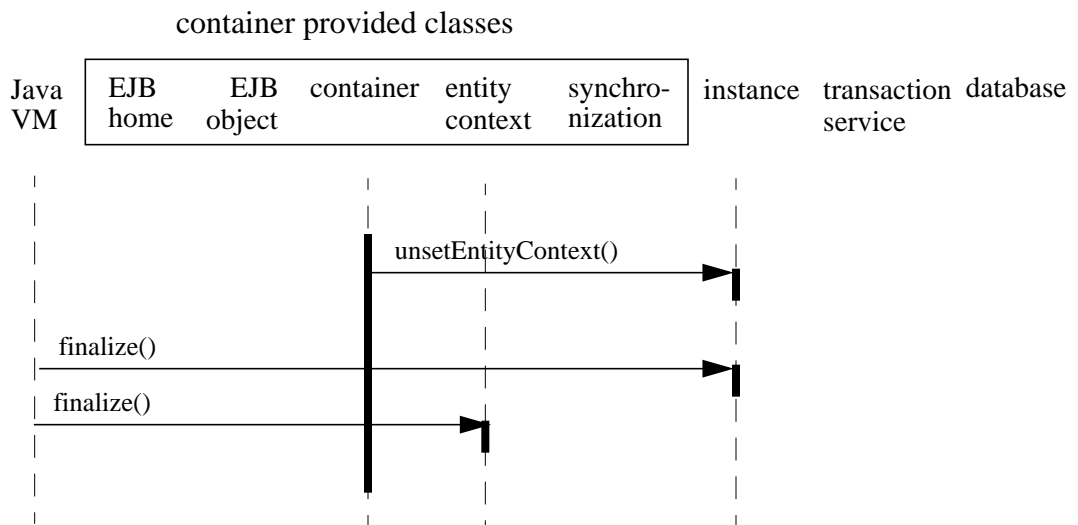 container provided classes
Java EJB EJB container entity synchro- instance transaction database
VM home object context nization service
unsetEntityContext()
finalize()
finalize()